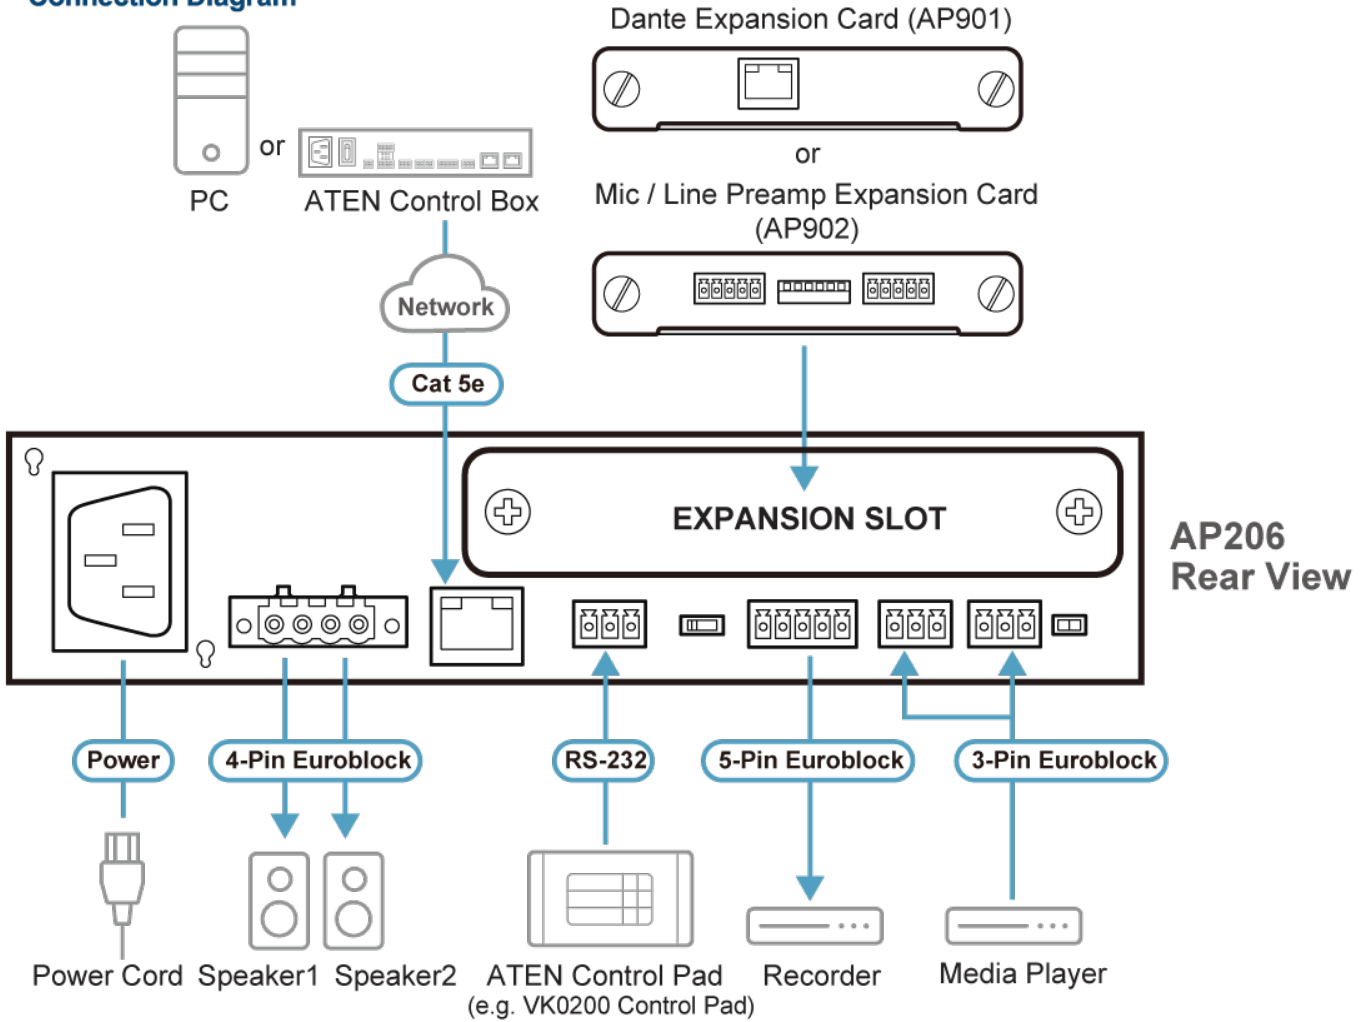 Connection Diagram
Dante Expansion Card (AP901)
or
PC
ATEN Control Box
or
Mic / Line Preamp Expansion Card
(AP902)
Network
Cat 5e
EXPANSION SLOT
AP206
Rear View
Power
4-Pin Euroblock
RS-232
5-Pin Euroblock
3-Pin Euroblock
Power Cord
Speaker1
Speaker2
ATEN Control Pad
(e.g. VK0200 Control Pad)
Recorder
Media Player